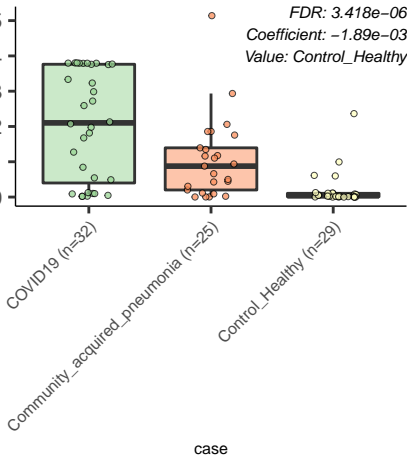 FDR: 3.418e−06
Coefficient: −1.89e−03
Value: Control_Healthy
COVID19 (n=32)
Community_acquired_pneumonia (n=25)
Control_Healthy (n=29)
case